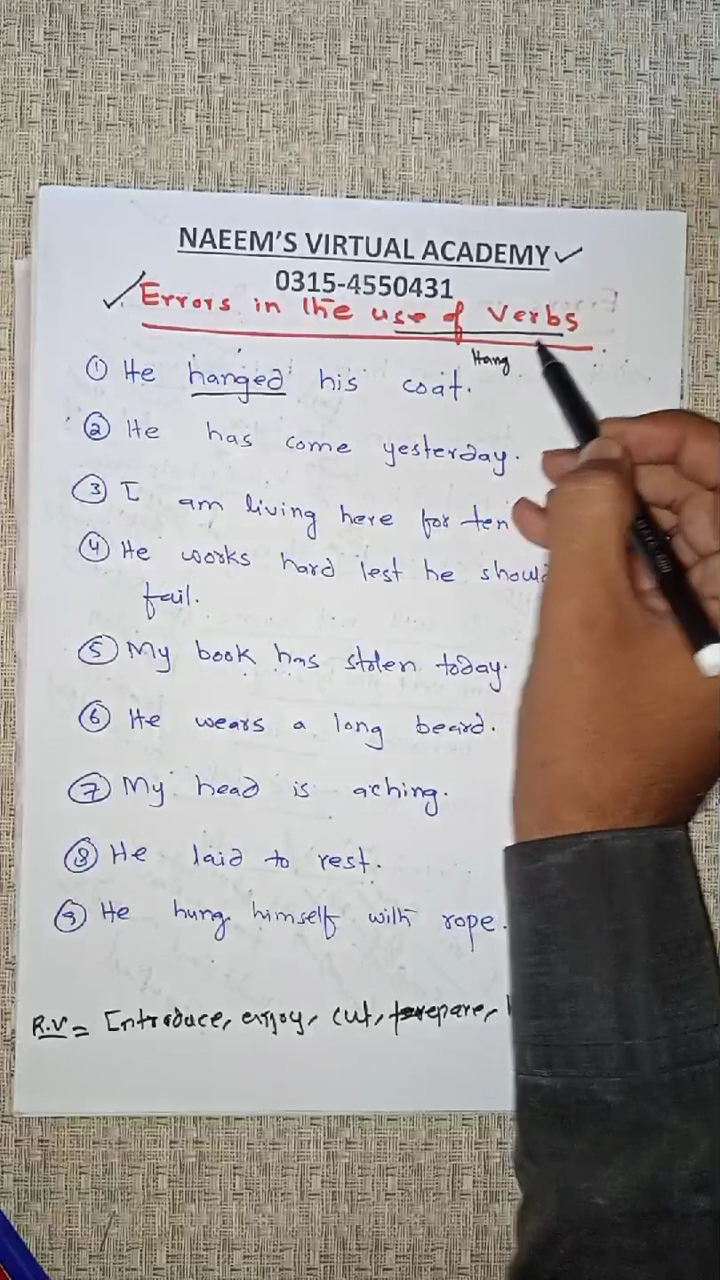 NAEEM'S VIRTUAL ACADEMY
0315-4550431
Errors in the use of Verbs
Hang
① He hanged his coat.
② He has come yesterday.
③ I am living here for ten
④ He works hard lest he should
fail.
⑤ My book has stolen today.
⑥ He wears a long beard.
⑦ My head is aching.
⑧ He laid to rest.
⑨ He hung himself with rope.
R.V = Introduce, enjoy, cut, prepare,